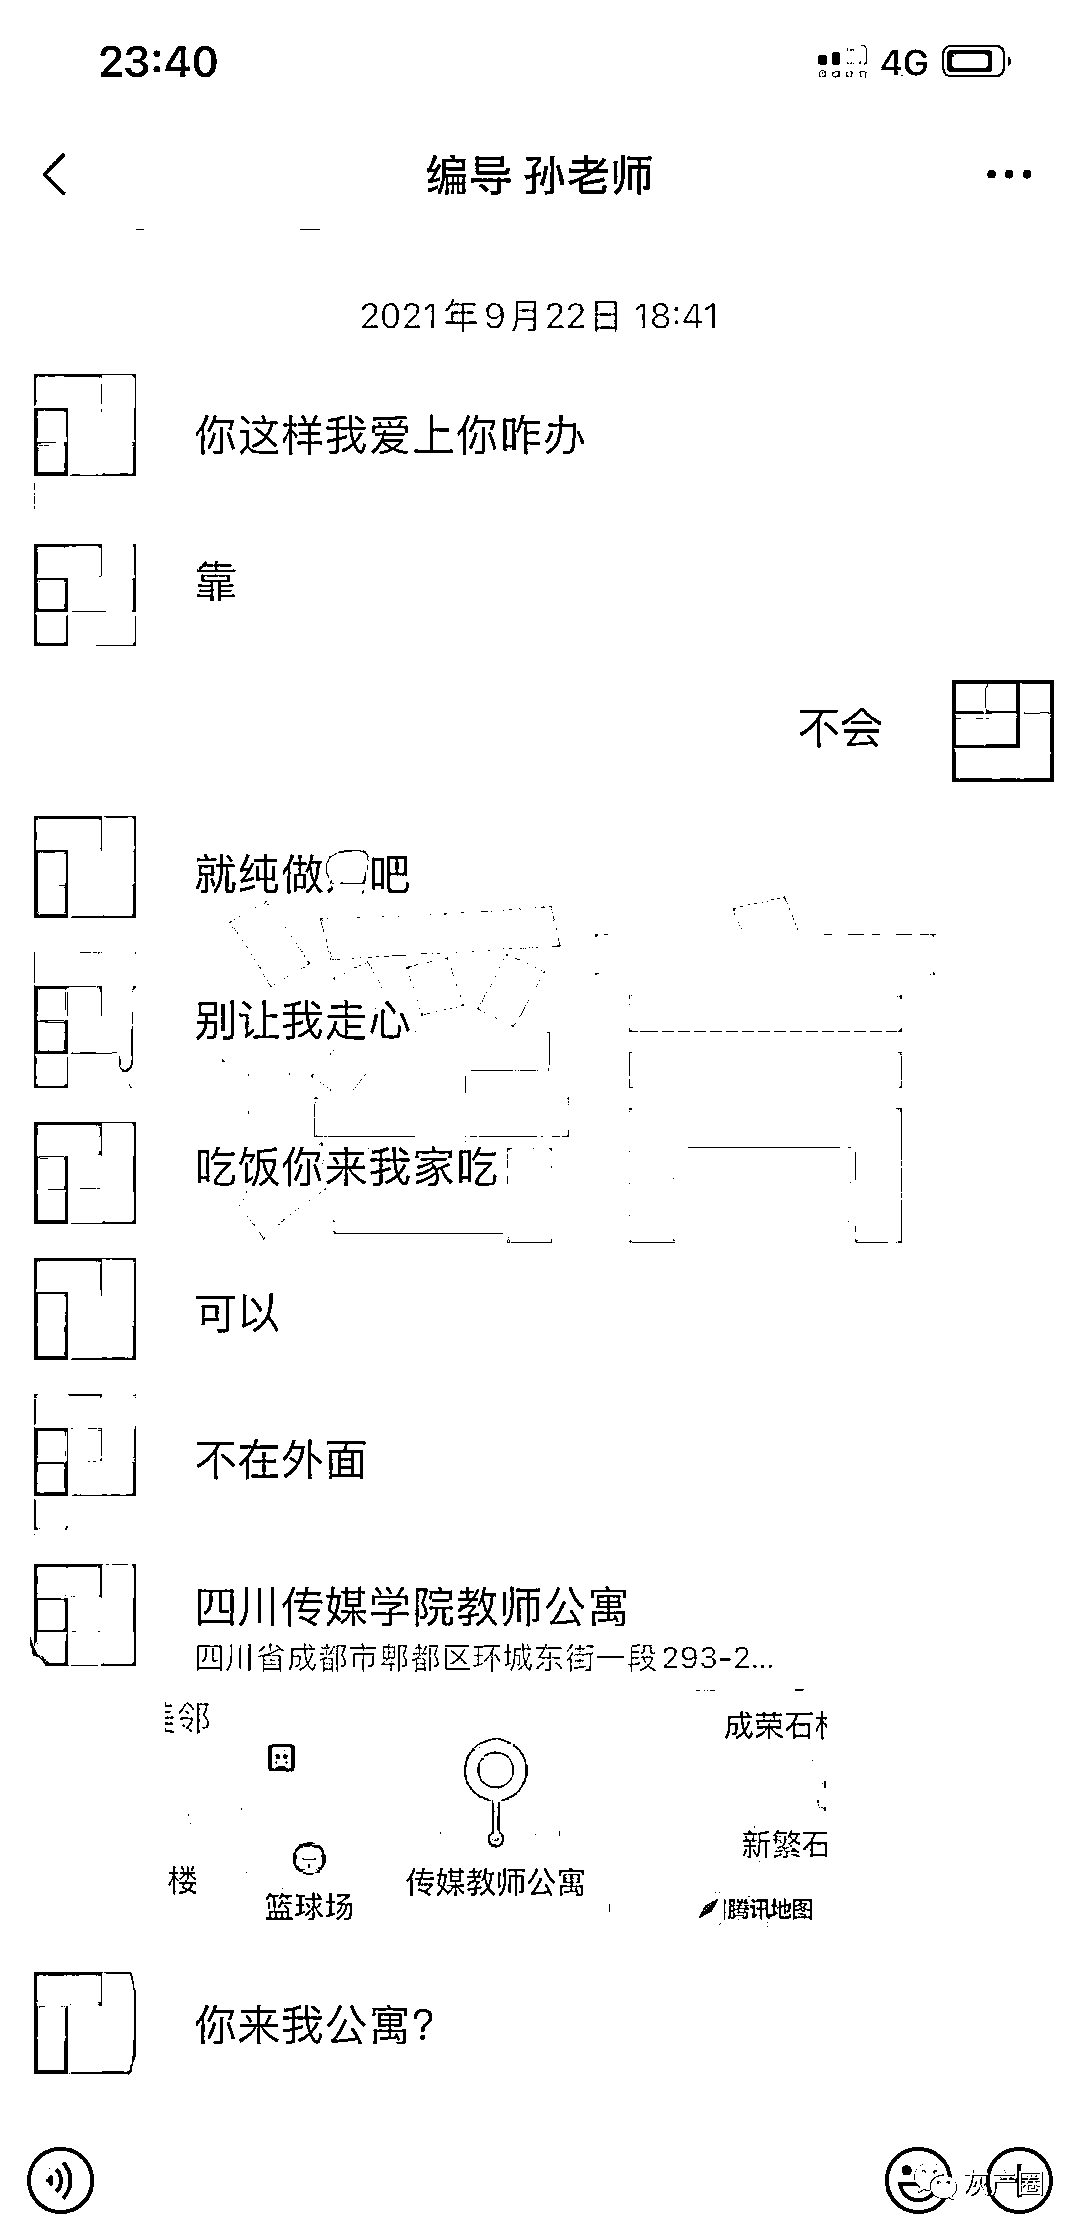 23:40
4G
编导 孙老师
2021年9月22日 18:41
你这样我爱上你咋办
靠
不会
就纯做 吧
别让我走心
吃饭你来我家吃
可以
不在外面
四川传媒学院教师公寓
四川省成都市郫都区环城东街一段293-2...
邻
成荣石
新繁石
楼
传媒教师公寓
篮球场
腾讯地图
你来我公寓？
灰产圈